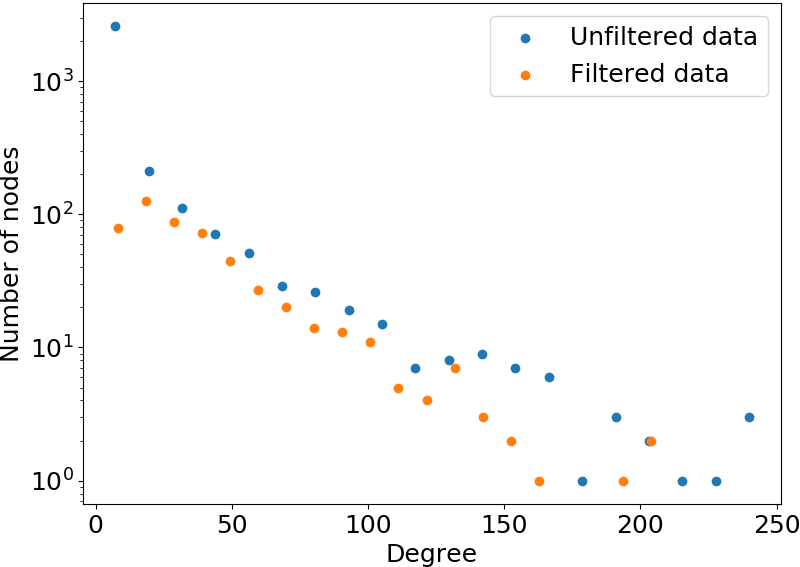 Unfiltered data
Filtered data
Number of nodes
10³
10²
10¹
10⁰
0 50 100 150 200 250
Degree